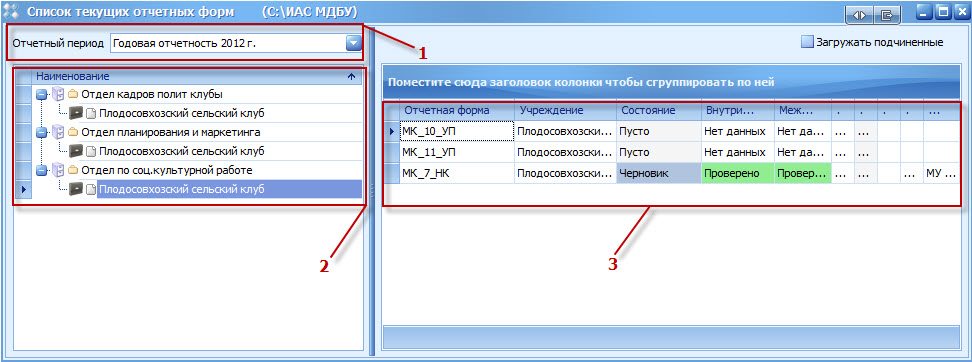 Список текущих отчетных форм (C:\ИАС МДБУ)
Отчетный период Годовая отчетность 2012 г.
1
Загружать подчиненные
Наименование
Отдел кадров полит клубы
Плодосовхозский сельский клуб
Отдел планирования и маркетинга
Плодосовхозский сельский клуб
Отдел по соц.культурной работе
Плодосовхозский сельский клуб
2
Поместите сюда заголовок колонки чтобы сгруппировать по ней
Отчетная форма Учреждение Состояние Внутри... Меж... . . . . ...
МК_10_УП Плодосовхозски... Пусто Нет данных Нет да... ... ... ...
МК_11_УП Плодосовхозски... Пусто Нет данных Нет да... ... ... ...
МК_7_НК Плодосовхозски... Черновик Проверено Провер... ... ... ... МУ ...
3